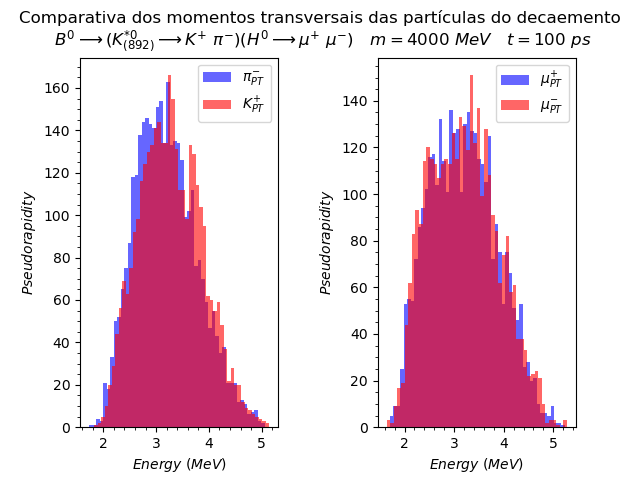 Comparativa dos momentos transversais das partículas do decaemento
B⁰ ⟶ (K*⁰₍₈₉₂₎ ⟶ K⁺ π⁻)(H⁰ ⟶ μ⁺ μ⁻) m = 4000 MeV t = 100 ps
π⁻PT
K⁺PT
160
140
120
100
80
60
40
20
0
Pseudorapidity
2 3 4 5
Energy (MeV)
μ⁺PT
μ⁻PT
140
120
100
80
60
40
20
0
Pseudorapidity
2 3 4 5
Energy (MeV)